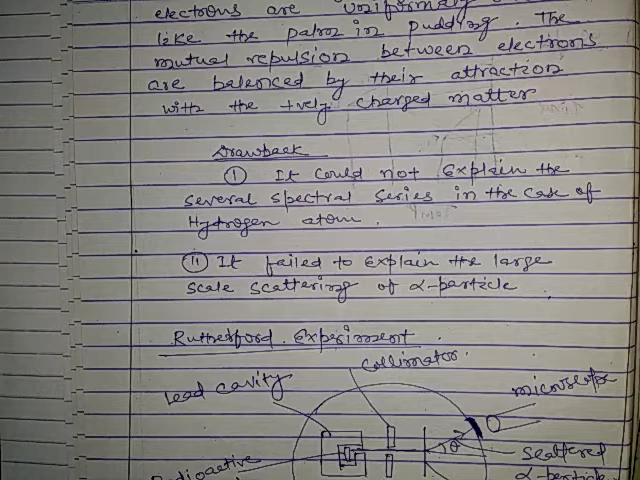 electrons are Uniformly
like the palm in pudding. The
mutual repulsion between electrons
are balenced by their attraction
with the +vely charged matter
Drawback
(I) It could not Explain the
several spectral series in the case of
Hydrogen atom.
(II) It failed to Explain the large
scale scattering of α-particle
Rutherford Experiment.
Collimator.
Lead cavity
microscope
θ
Scattered
α-particle
Radioactive